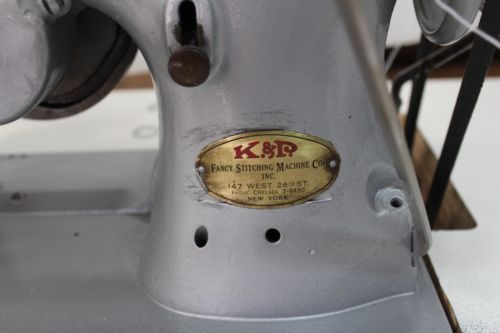 K.&P.
FANCY STITCHING MACHINE CO.
INC.
147 WEST 26TH ST.
PHONE CHELSEA 2-6430
NEW YORK